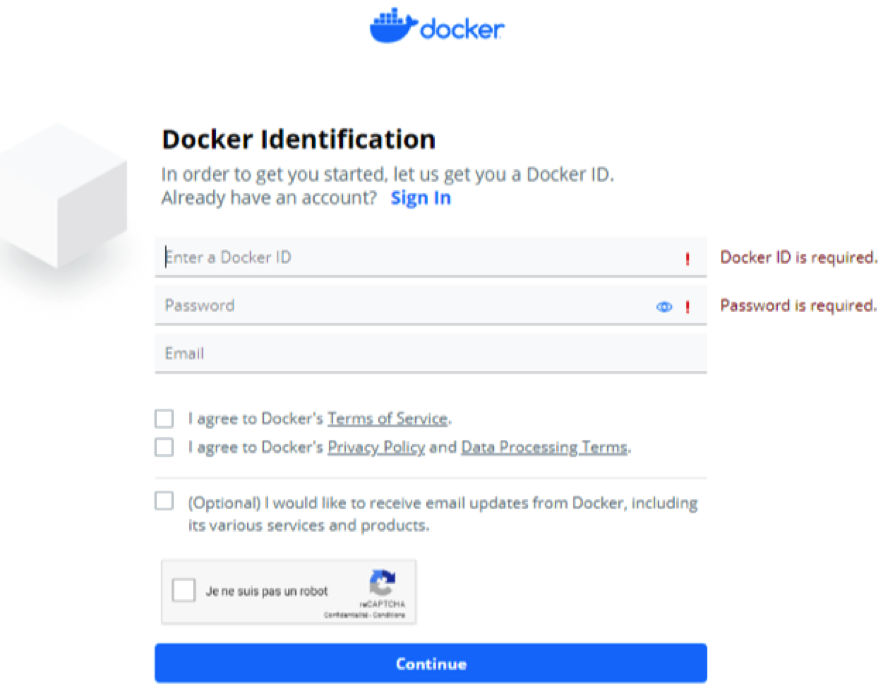 docker
Docker Identification
In order to get you started, let us get you a Docker ID.
Already have an account? Sign In
Enter a Docker ID ! Docker ID is required.
Password ! Password is required.
Email
I agree to Docker's Terms of Service.
I agree to Docker's Privacy Policy and Data Processing Terms.
(Optional) I would like to receive email updates from Docker, including
its various services and products.
Je ne suis pas un robot
reCAPTCHA
Confidentialité - Conditions
Continue